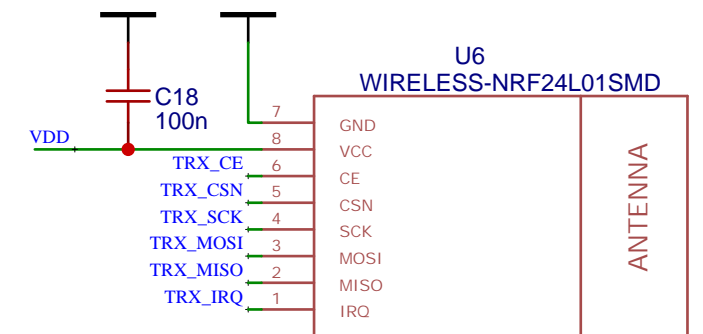 U6
WIRELESS-NRF24L01SMD
C18
100n
VDD
7 GND
8 VCC
TRX_CE 6 CE
TRX_CSN 5 CSN
TRX_SCK 4 SCK
TRX_MOSI 3 MOSI
TRX_MISO 2 MISO
TRX_IRQ 1 IRQ
ANTENNA